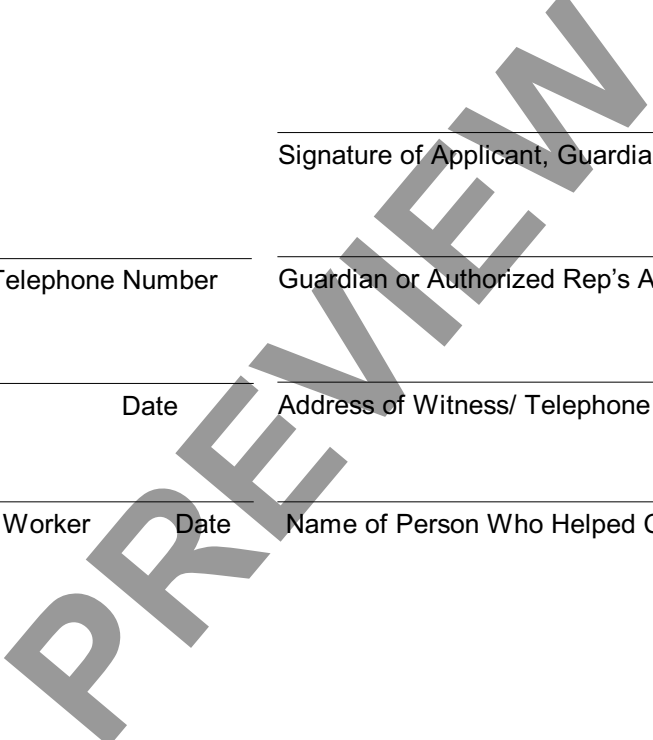 Signature of Applicant, Guardia
Telephone Number Guardian or Authorized Rep’s A
Date Address of Witness/ Telephone
Worker Date Name of Person Who Helped C
PREVIEW